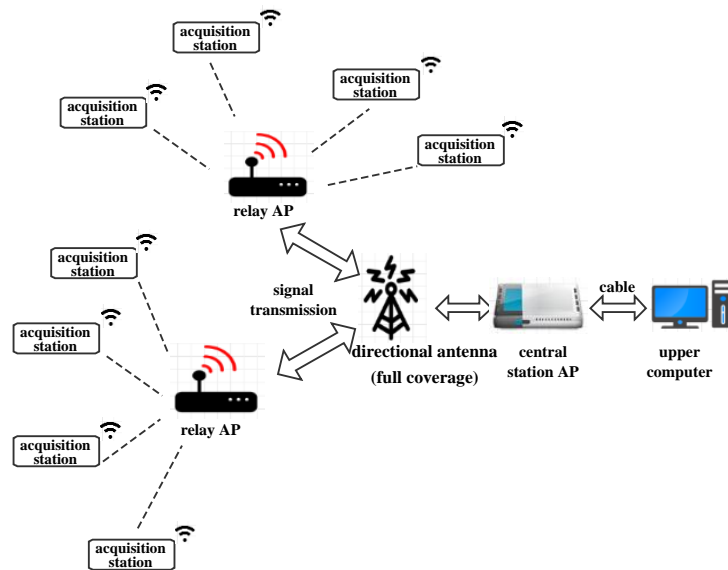 acquisition
station
acquisition
station
acquisition
station
acquisition
station
relay AP
acquisition
station
signal
transmission
cable
acquisition
station
directional antenna
(full coverage)
central
station AP
upper
computer
relay AP
acquisition
station
acquisition
station